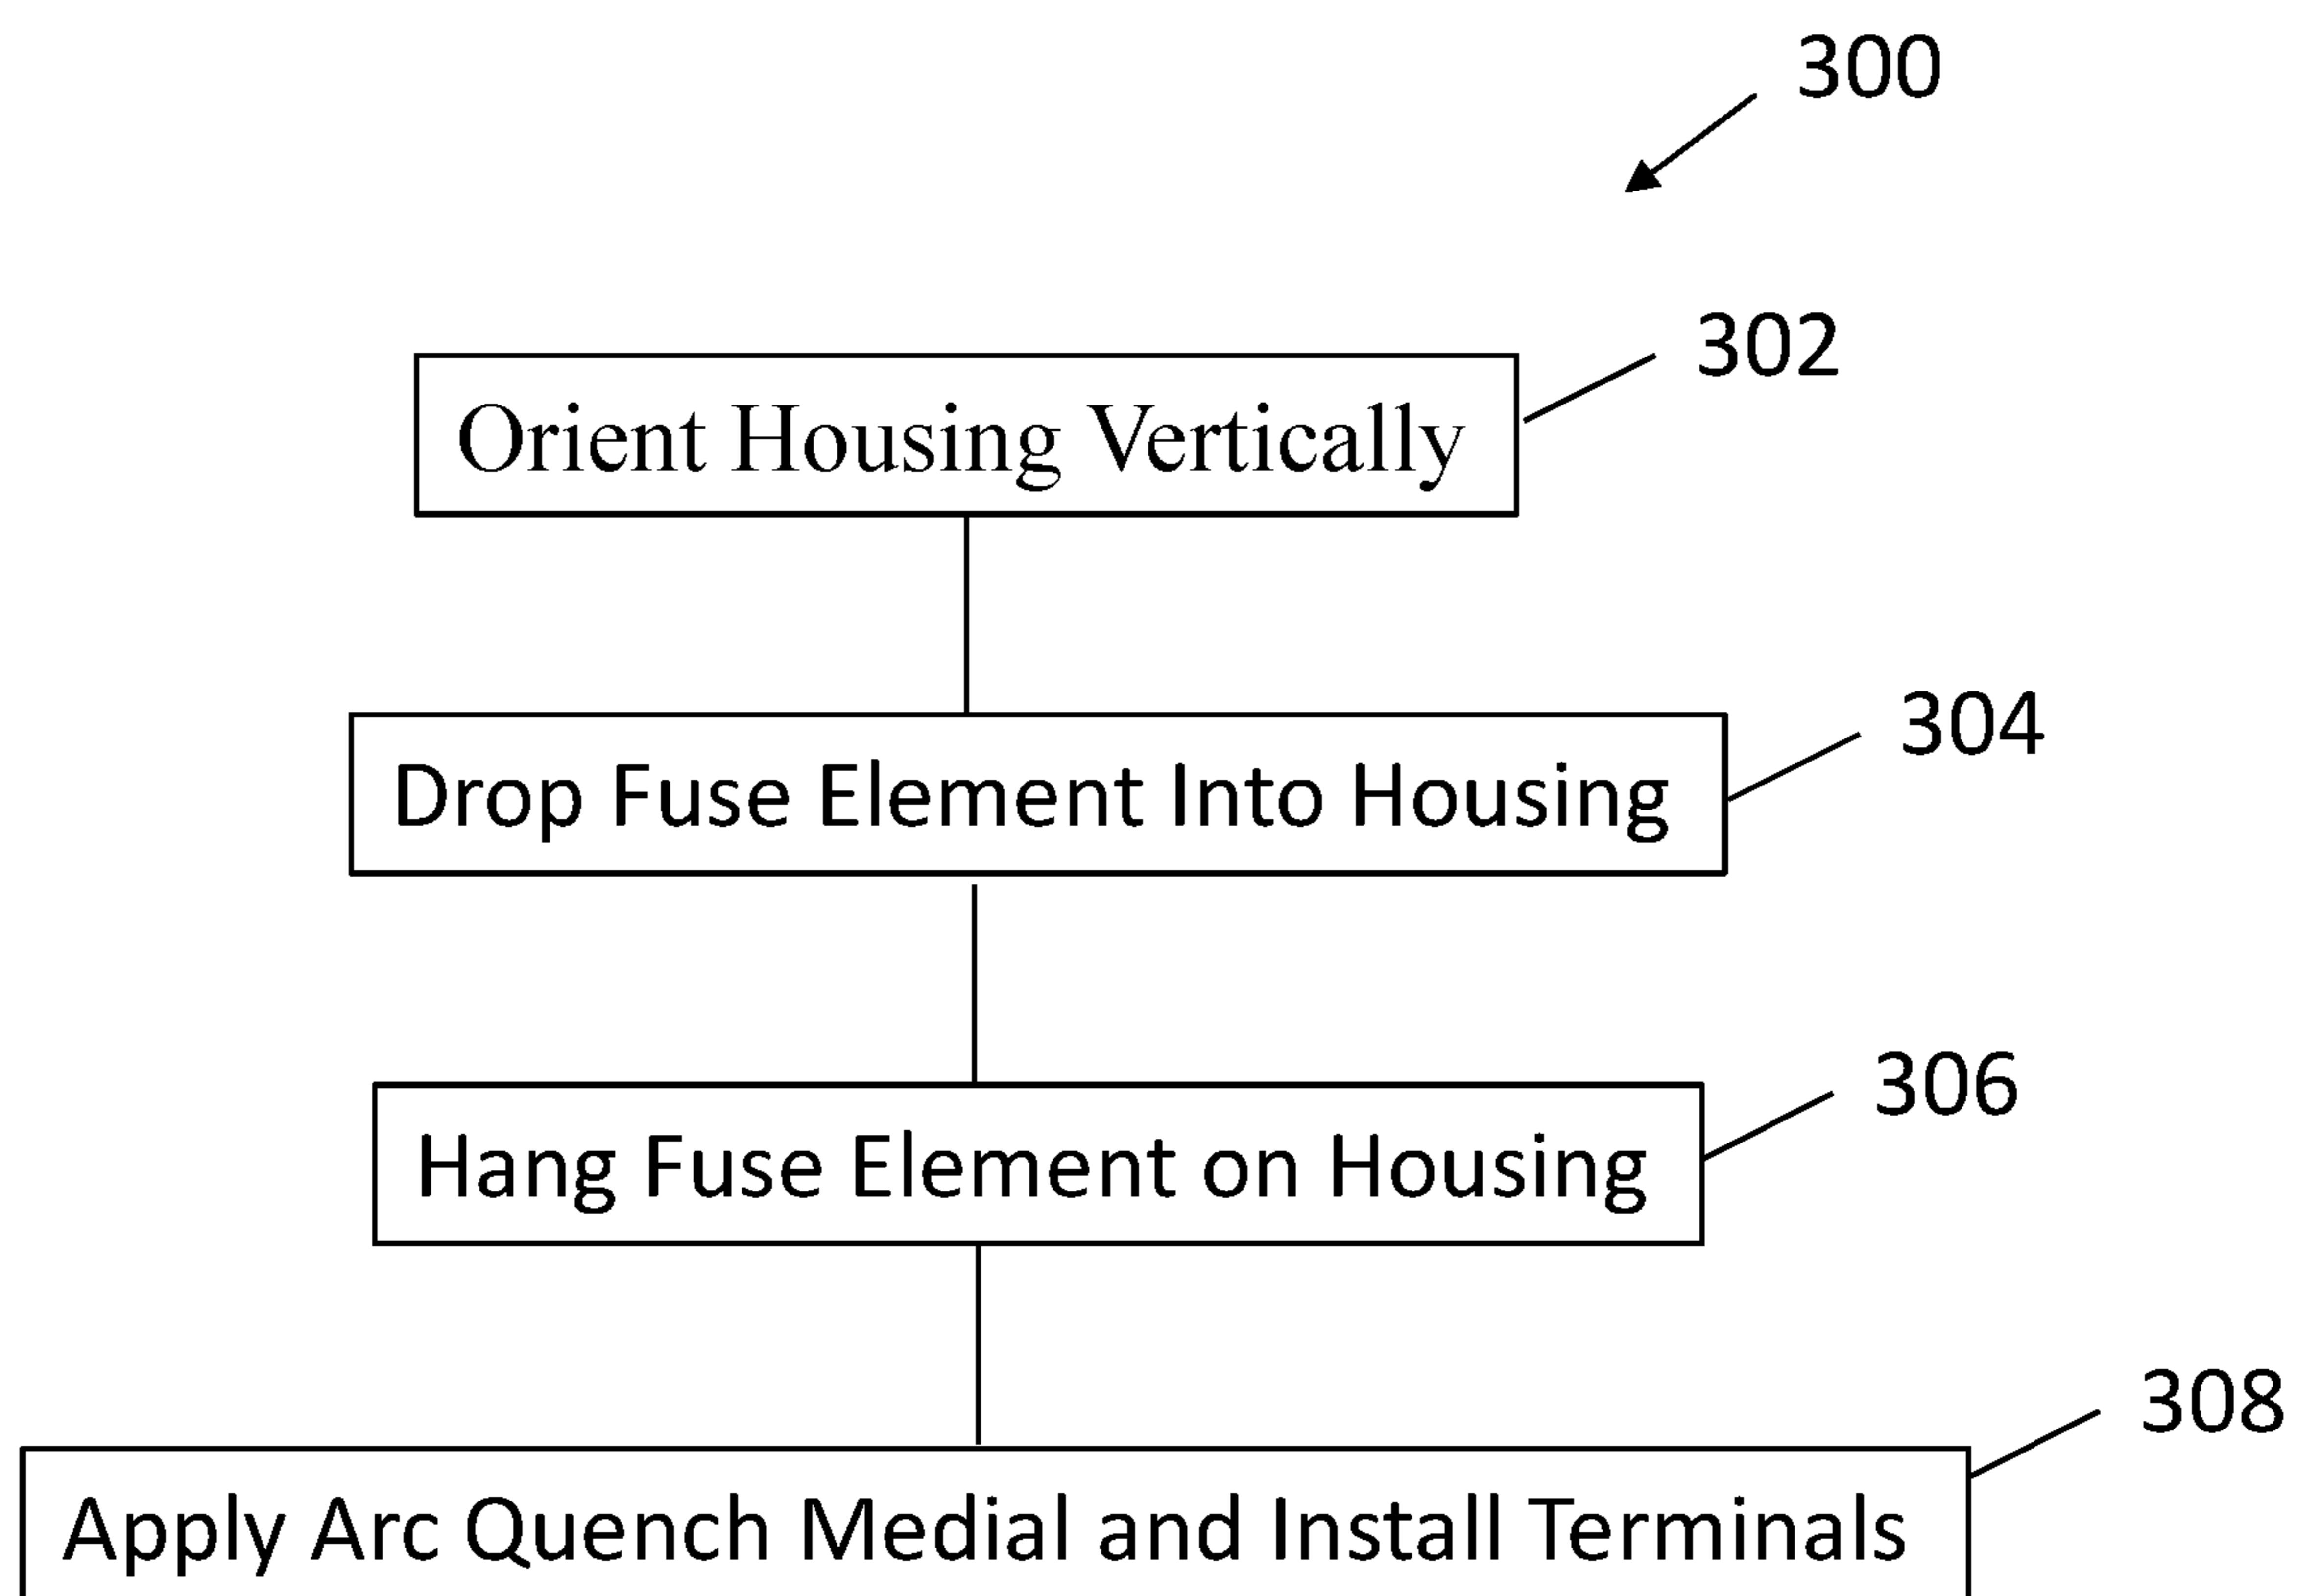 300
302
Orient Housing Vertically
304
Drop Fuse Element Into Housing
306
Hang Fuse Element on Housing
308
Apply Arc Quench Medial and Install Terminals